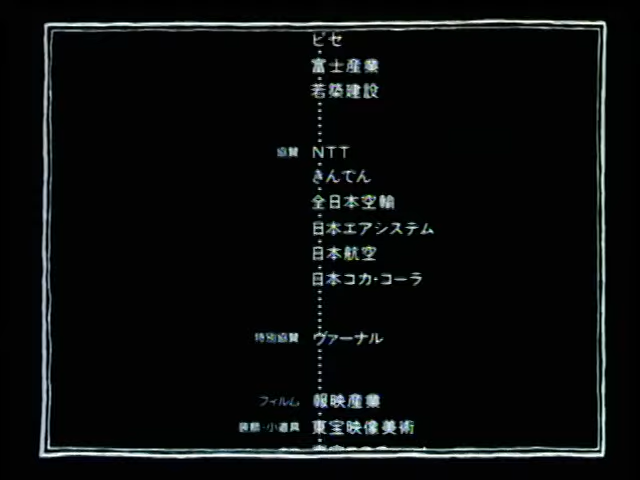 ピセ
富士産業
若築建設
協賛 NTT
きんでん
全日本空輸
日本エアシステム
日本航空
日本コカ・コーラ
特別協賛 ヴァーナル
フィルム 報映産業
装飾・小道具 東宝映像美術